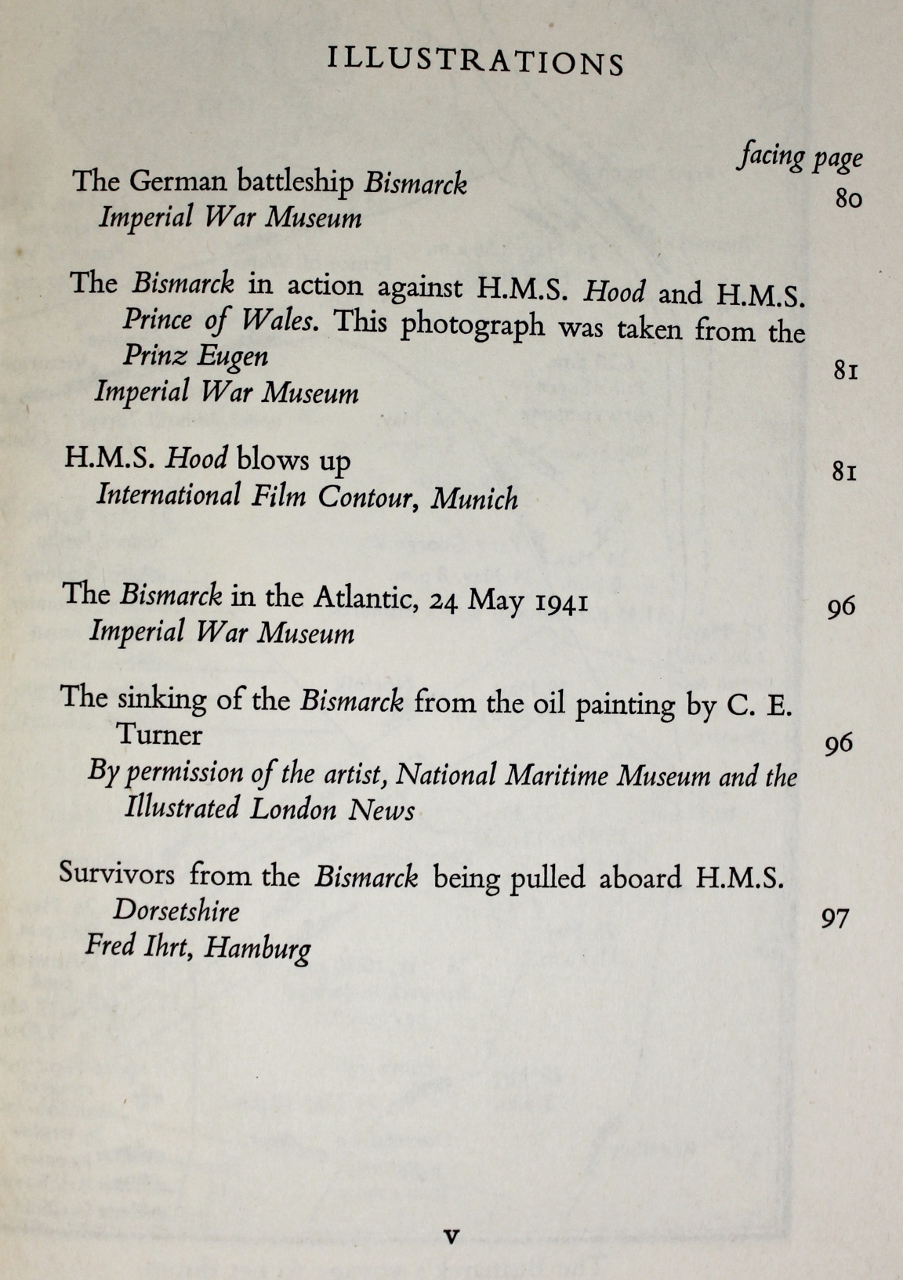 ILLUSTRATIONS
facing page
The German battleship Bismarck 80
Imperial War Museum
The Bismarck in action against H.M.S. Hood and H.M.S.
Prince of Wales. This photograph was taken from the
Prinz Eugen 81
Imperial War Museum
H.M.S. Hood blows up 81
International Film Contour, Munich
The Bismarck in the Atlantic, 24 May 1941 96
Imperial War Museum
The sinking of the Bismarck from the oil painting by C. E.
Turner 96
By permission of the artist, National Maritime Museum and the
Illustrated London News
Survivors from the Bismarck being pulled aboard H.M.S.
Dorsetshire 97
Fred Ihrt, Hamburg
v